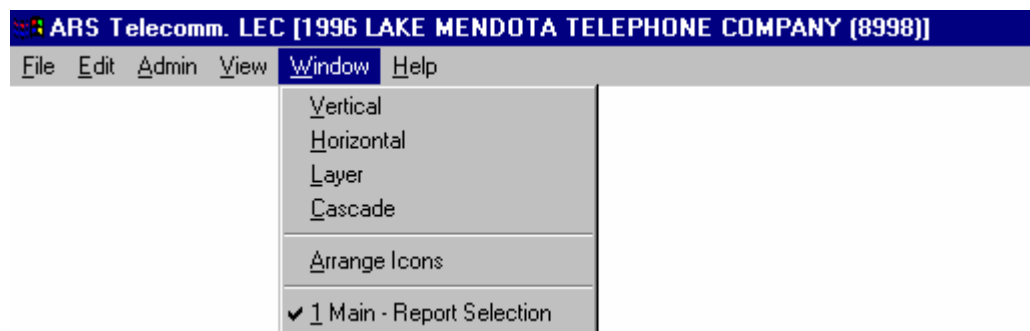 ARS Telecomm. LEC [1996 LAKE MENDOTA TELEPHONE COMPANY (8998)]
File Edit Admin View Window Help
Vertical
Horizontal
Layer
Cascade
Arrange Icons
✔ 1 Main - Report Selection